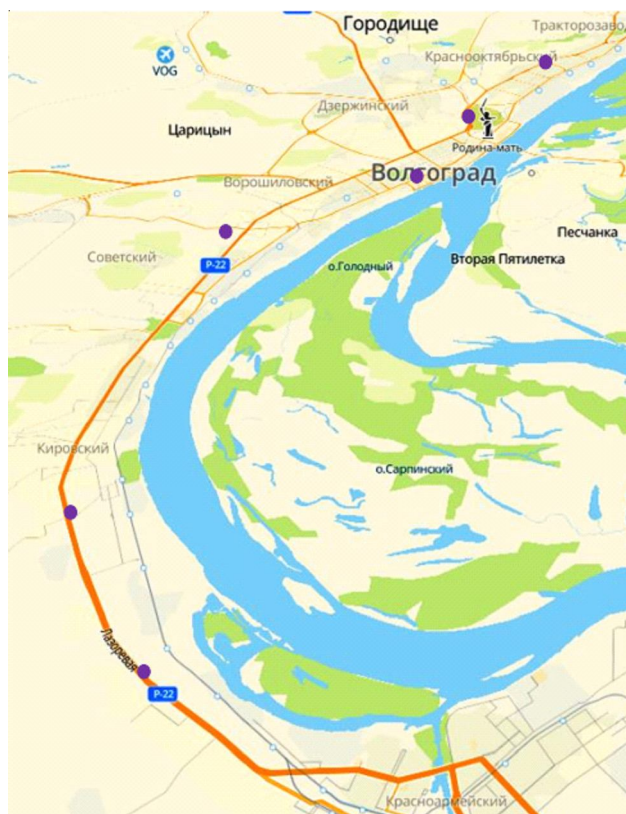 Городище
Тракторозавод
Краснооктябрьский
VOG
Дзержинский
Царицын
Родина-мать
Волгоград
Ворошиловский
Песчанка
Советский
Вторая Пятилетка
Р-22
о.Голодный
Кировский
о.Сарпинский
Лазоревая
Р-22
Красноармейский